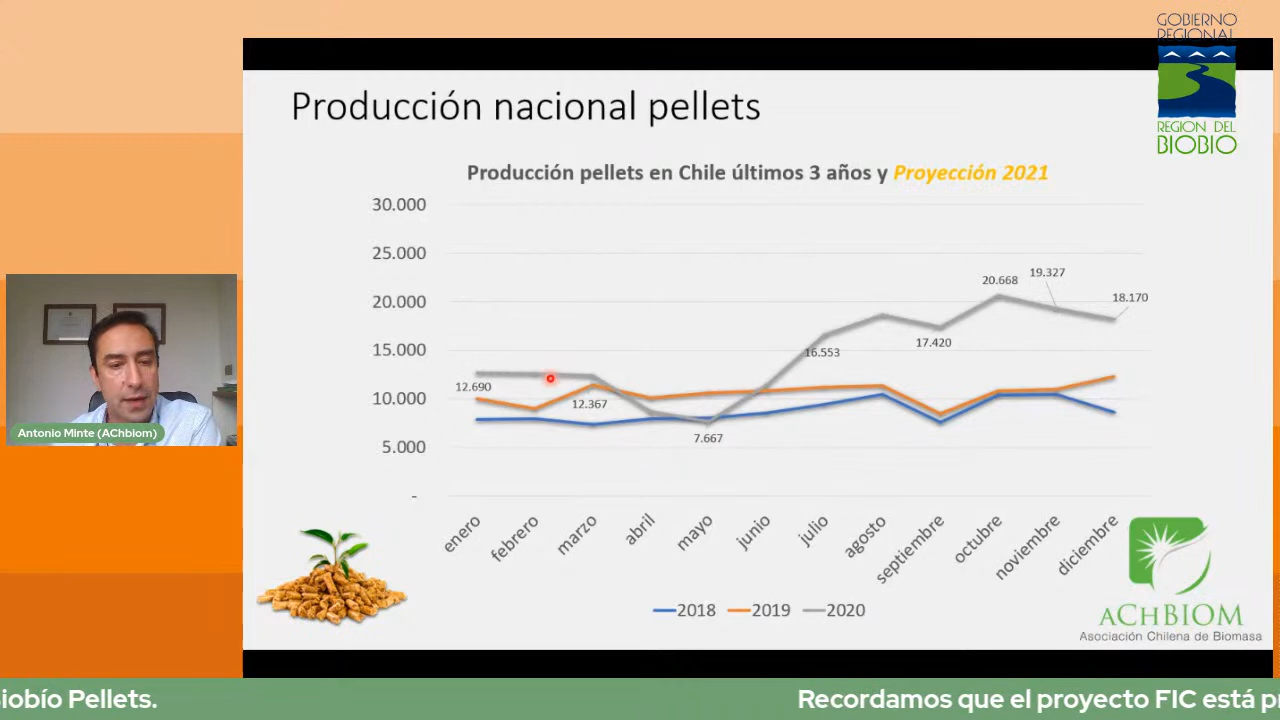 GOBIERNO
REGIONAL
REGION DEL
BIOBIO
Producción nacional pellets
Producción pellets en Chile últimos 3 años y Proyección 2021
30.000
25.000
20.000
15.000
10.000
5.000
-
12.690
12.367
7.667
16.553
17.420
20.668
19.327
18.170
enero
febrero
marzo
abril
mayo
junio
julio
agosto
septiembre
octubre
noviembre
diciembre
2018 2019 2020
ACHBIOM
Asociación Chilena de Biomasa
Antonio Minte (AChbiom)
iobío Pellets. Recordamos que el proyecto FIC está p